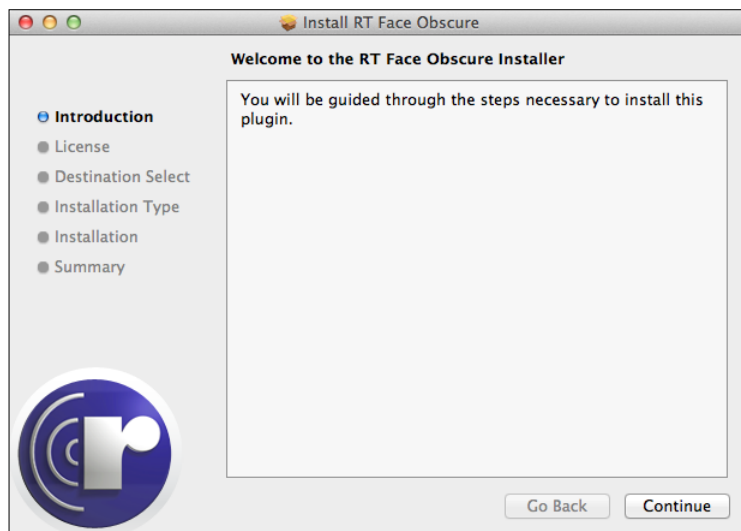 Install RT Face Obscure
Welcome to the RT Face Obscure Installer
Introduction
License
Destination Select
Installation Type
Installation
Summary
You will be guided through the steps necessary to install this
plugin.
r
Go Back
Continue